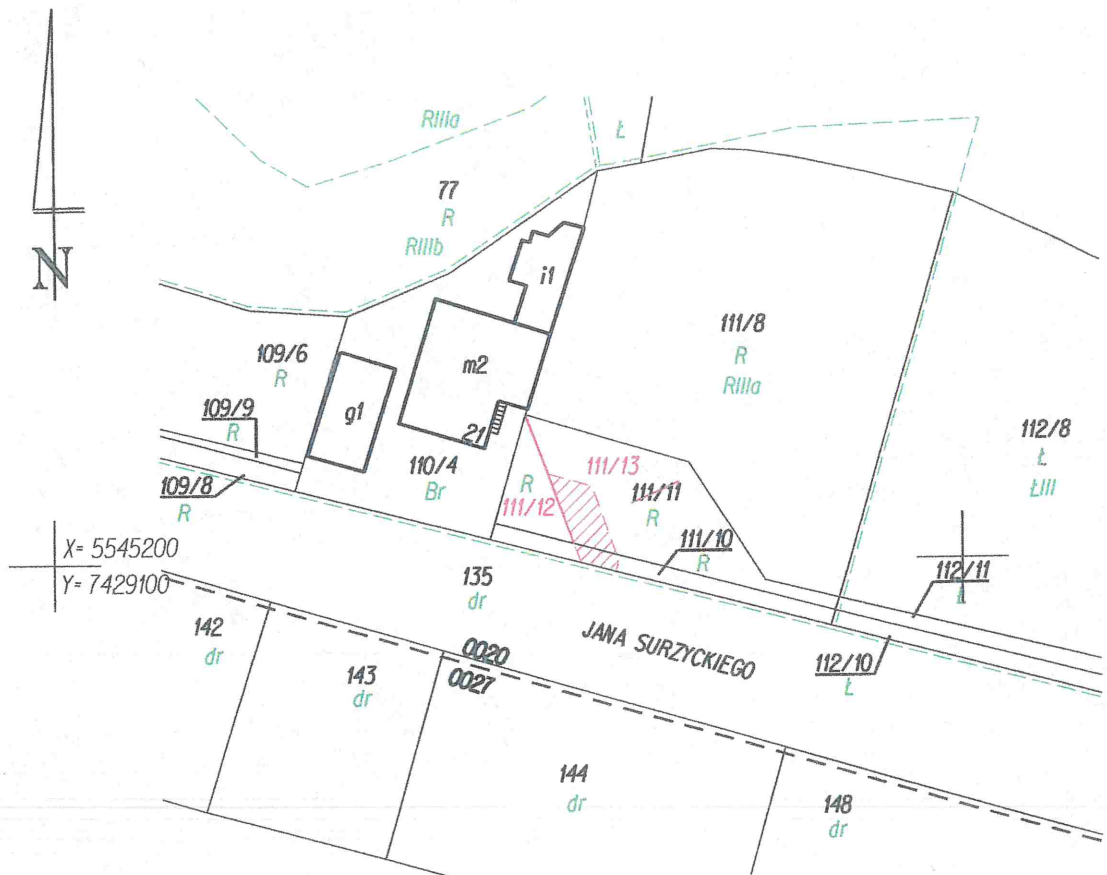 RIIIa
Ł
77
R
RIIIb
N
i1
111/8
R
RIIIa
109/6
R
m2
g1
109/9
R
21
112/8
Ł
ŁIII
110/4
Br
R
111/12
111/13
111/11
R
109/8
R
111/10
R
X= 5545200
Y= 7429100
135
dr
112/11
JANA SURZYCKIEGO
142
dr
0020
0027
112/10
Ł
143
dr
144
dr
148
dr